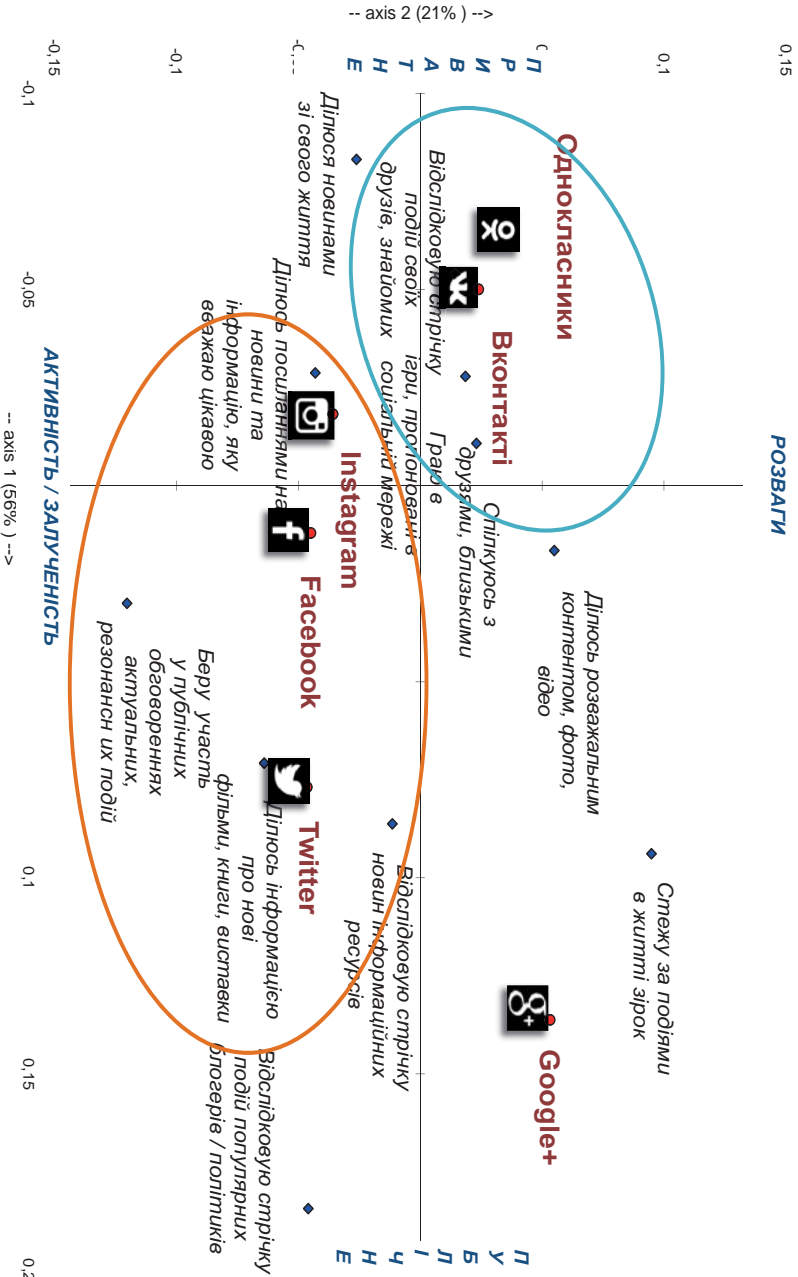 РОЗВАГИ
0,15
0,1
-0,1
-0,15
-- axis 2 (21% ) -->
П
Р
И
В
А
Т
Н
Е
Стежу за подіями
в житті зірок
Ділюсь розважальним
контентом, фото,
відео
Однокласники
Вконтакті
Google+
Спілкуюсь з
друзями, близькими
Відслідковую стрічку
подій своїх
друзів, знайомих
Граю в
ігри, пропоновані в
соціальній мережі
Відслідковую стрічку
новин інформаційних
ресурсів
П
У
Б
Л
І
Ч
Н
Е
Ділюся новинами
зі свого життя
Instagram
Facebook
Twitter
Ділюсь посиланнями на
новини та
інформацію, яку
вважаю цікавою
Ділюсь інформацією
про нові
фільми, книги, виставки
Відслідковую стрічку
подій популярних
блогерів / політиків
Беру участь
у публічних
обговореннях
актуальних,
резонансн их подій
АКТИВНІСТЬ / ЗАЛУЧЕНІСТЬ
-0,1
-0,05
0,1
0,15
-- axis 1 (56% ) -->